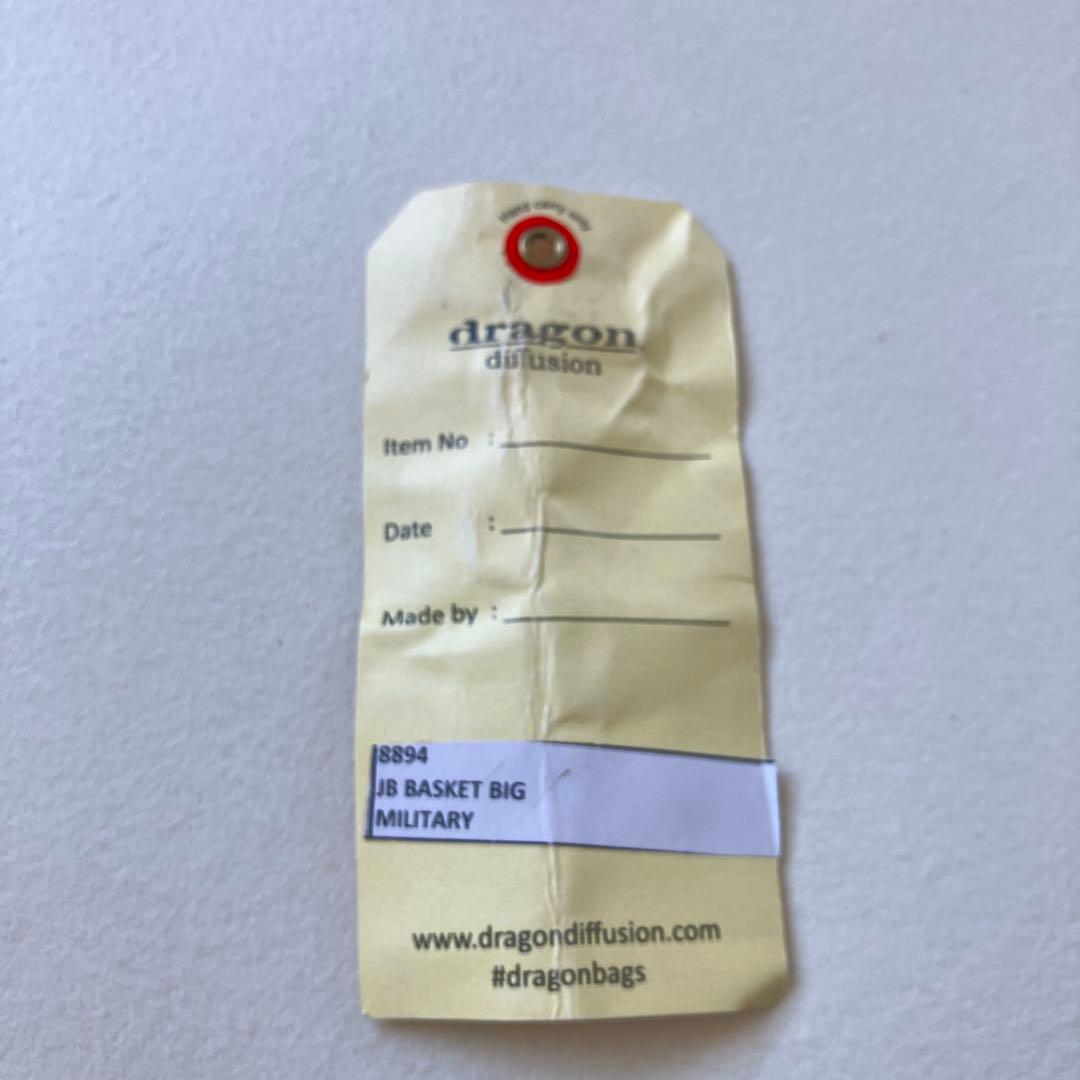 dragon
diffusion
Item No :
Date :
Made by :
8894
JB BASKET BIG
MILITARY
www.dragondiffusion.com
#dragonbags